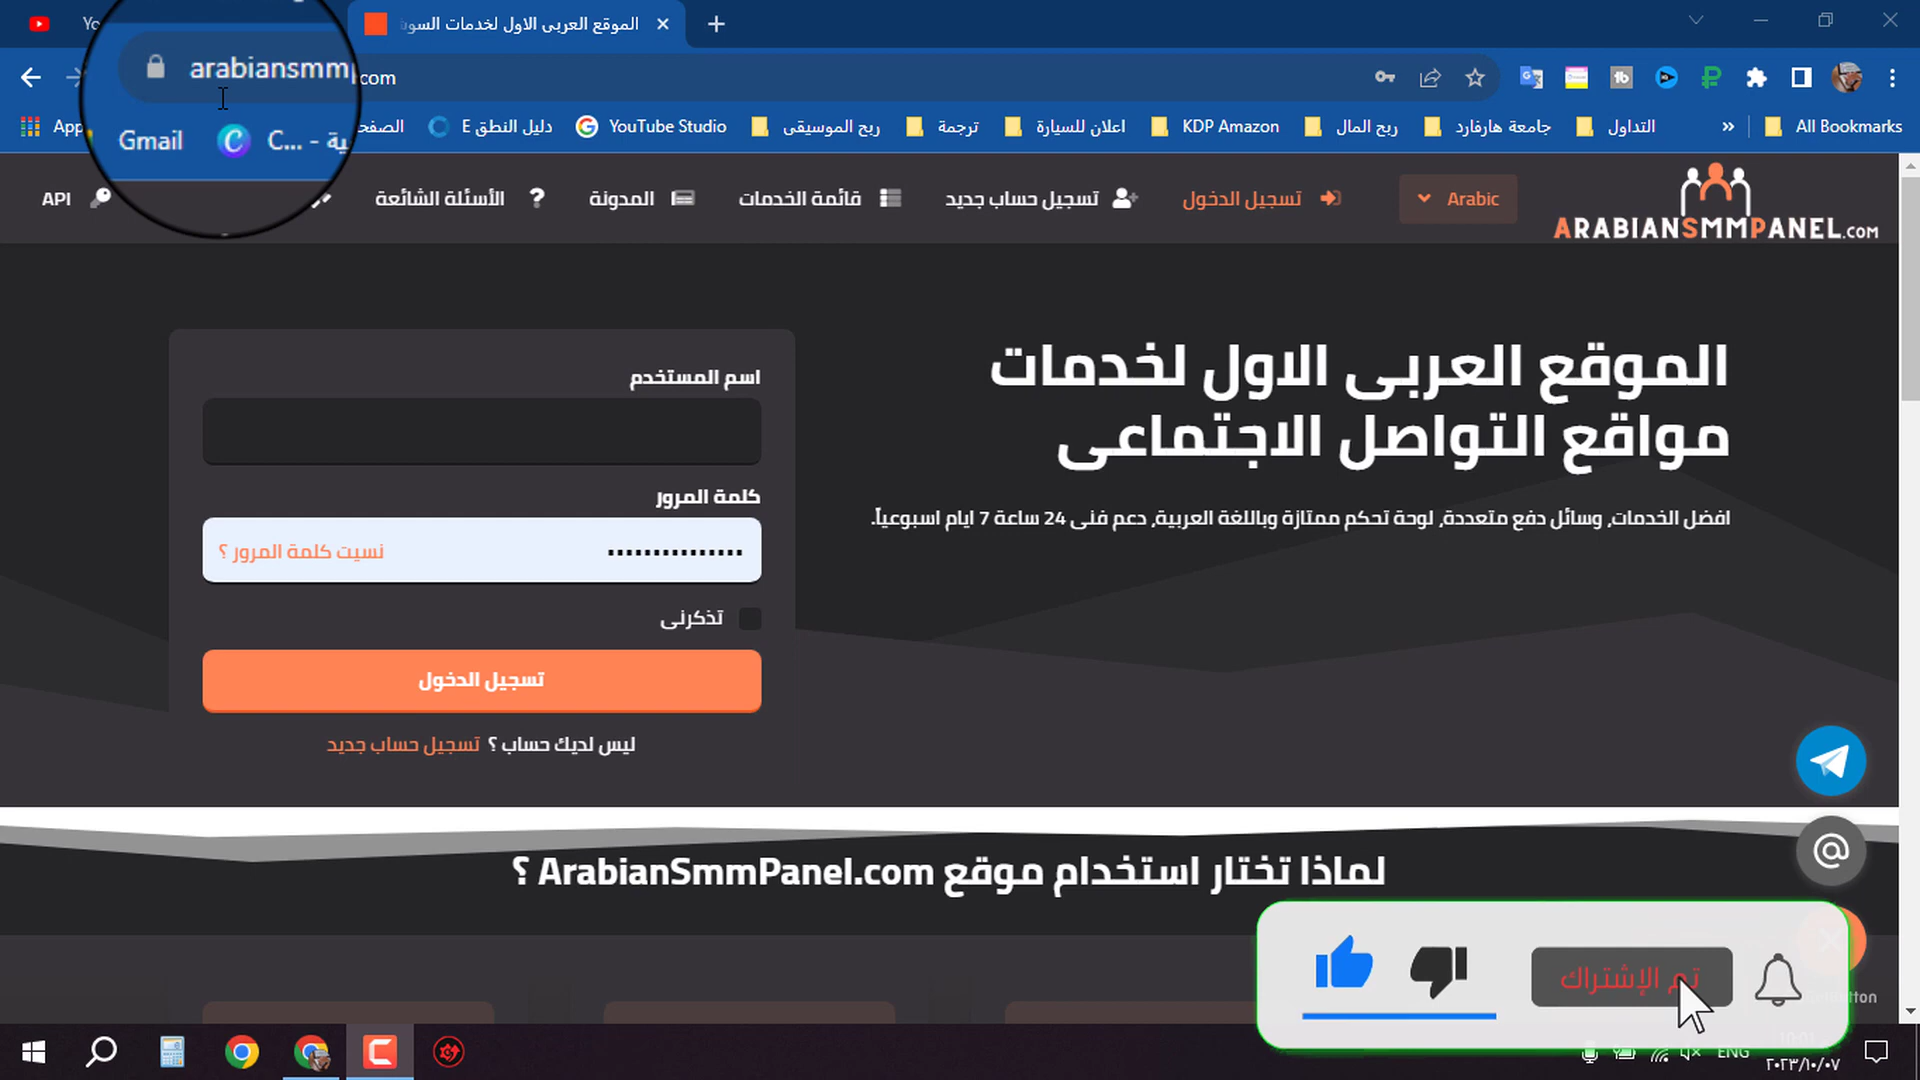 الموقع العربى الاول لخدمات السوش
arabiansmmp
.com
App
Gmail
C... - ية
الصفح
دليل النطق E
YouTube Studio
ربح الموسيقى
ترجمة
اعلان للسيارة
KDP Amazon
ربح المال
جامعة هارفارد
التداول
»
All Bookmarks
ARABIANSMMPANEL.COM
Arabic
تسجيل الدخول
تسجيل حساب جديد
قائمة الخدمات
المدونة
الأسئلة الشائعة
API
الموقع العربى الاول لخدمات
مواقع التواصل الاجتماعى
افضل الخدمات, وسائل دفع متعددة, لوحة تحكم ممتازة وباللغة العربية, دعم فنى 24 ساعة 7 ايام اسبوعياً.
اسم المستخدم
كلمة المرور
نسيت كلمة المرور ؟
تذكرنى
تسجيل الدخول
ليس لديك حساب ؟ تسجيل حساب جديد
لماذا تختار استخدام موقع ArabianSmmPanel.com ؟
تم الإشتراك
ENG
٢٠٢٣/١٠/٠٧